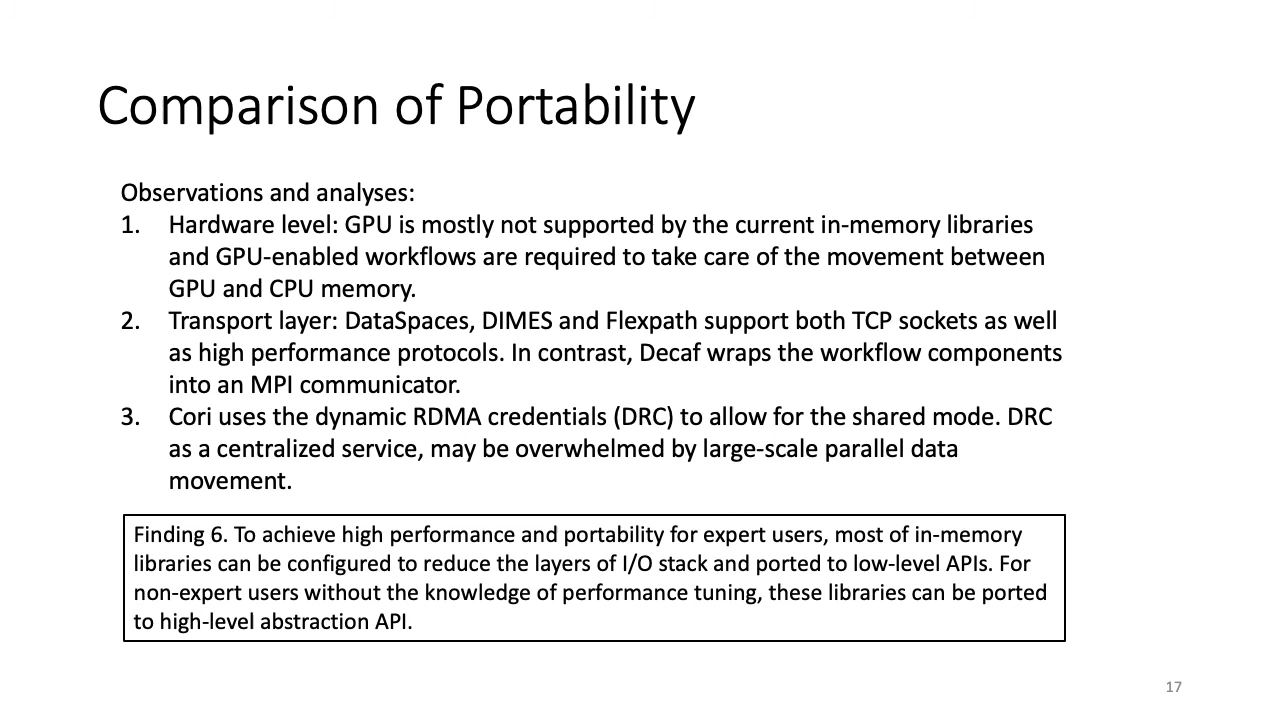 Comparison of Portability
Observations and analyses:
1. Hardware level: GPU is mostly not supported by the current in-memory libraries
and GPU-enabled workflows are required to take care of the movement between
GPU and CPU memory.
2. Transport layer: DataSpaces, DIMES and Flexpath support both TCP sockets as well
as high performance protocols. In contrast, Decaf wraps the workflow components
into an MPI communicator.
3. Cori uses the dynamic RDMA credentials (DRC) to allow for the shared mode. DRC
as a centralized service, may be overwhelmed by large-scale parallel data
movement.
Finding 6. To achieve high performance and portability for expert users, most of in-memory
libraries can be configured to reduce the layers of I/O stack and ported to low-level APIs. For
non-expert users without the knowledge of performance tuning, these libraries can be ported
to high-level abstraction API.
17